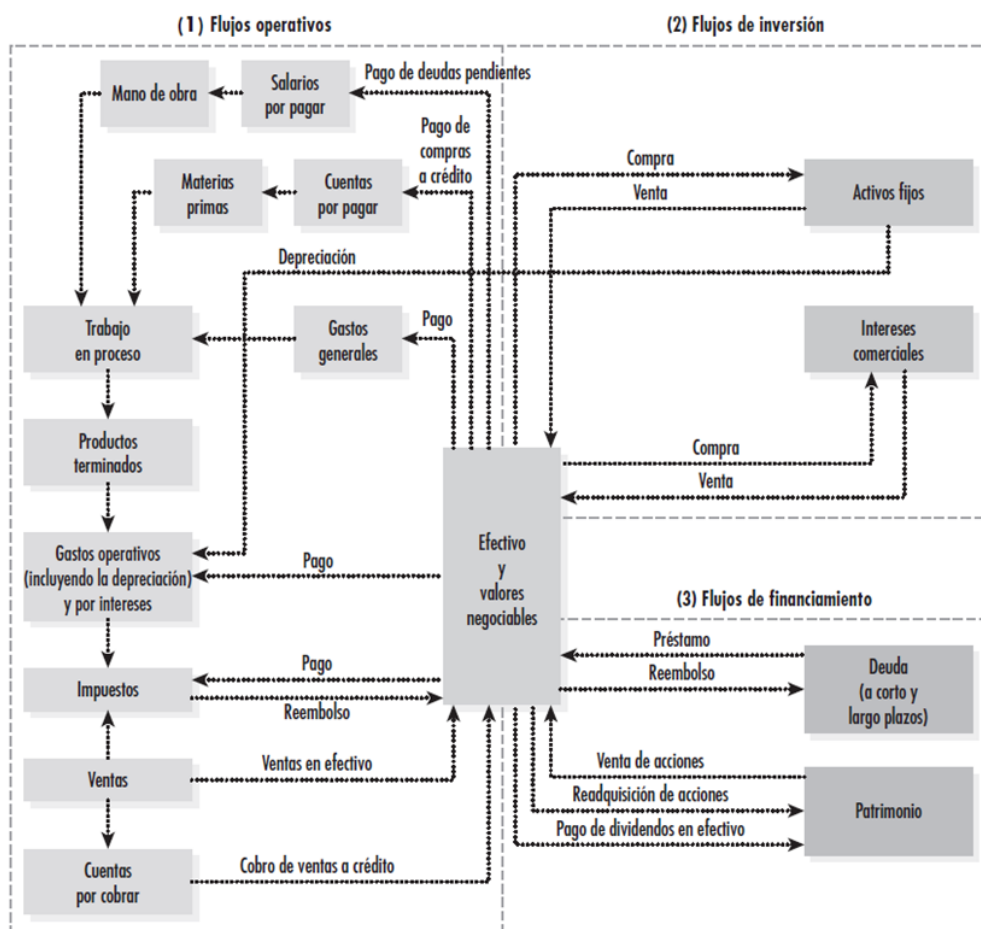 (1) Flujos operativos
(2) Flujos de inversión
Pago de deudas pendientes
Mano de obra
Salarios
por pagar
Pago de
compras
a crédito
Materias
primas
Cuentas
por pagar
Compra
Venta
Activos fijos
Depreciación
Trabajo
en proceso
Gastos
generales
Pago
Intereses
comerciales
Productos
terminados
Compra
Venta
Gastos operativos
(incluyendo la depreciación)
y por intereses
Pago
Efectivo
y
valores
negociables
(3) Flujos de financiamiento
Impuestos
Pago
Reembolso
Préstamo
Reembolso
Deuda
(a corto y
largo plazos)
Ventas
Ventas en efectivo
Venta de acciones
Readquisición de acciones
Pago de dividendos en efectivo
Patrimonio
Cuentas
por cobrar
Cobro de ventas a crédito